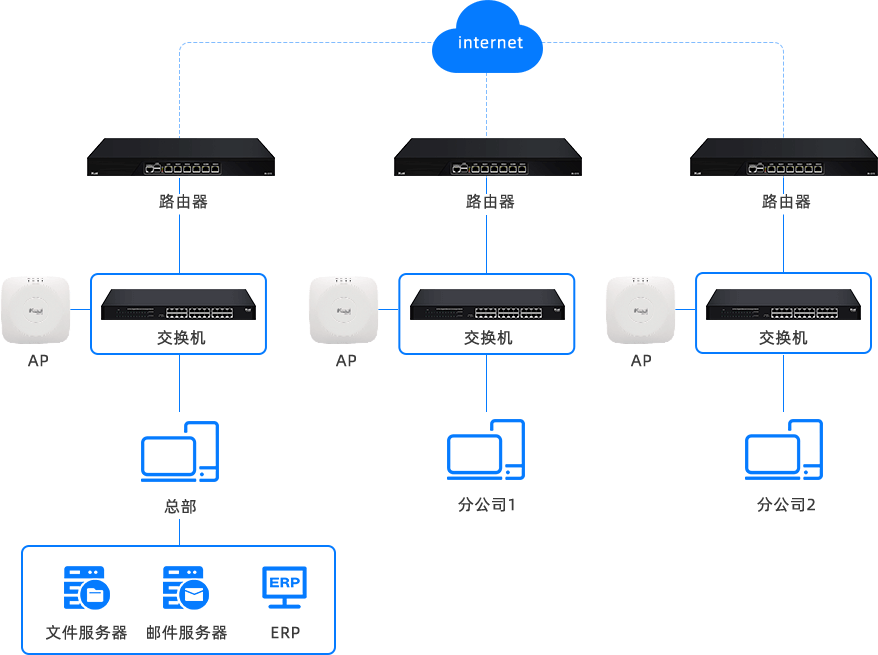 internet
路由器
路由器
路由器
交换机
交换机
交换机
AP
AP
AP
总部
分公司1
分公司2
ERP
文件服务器
邮件服务器
ERP